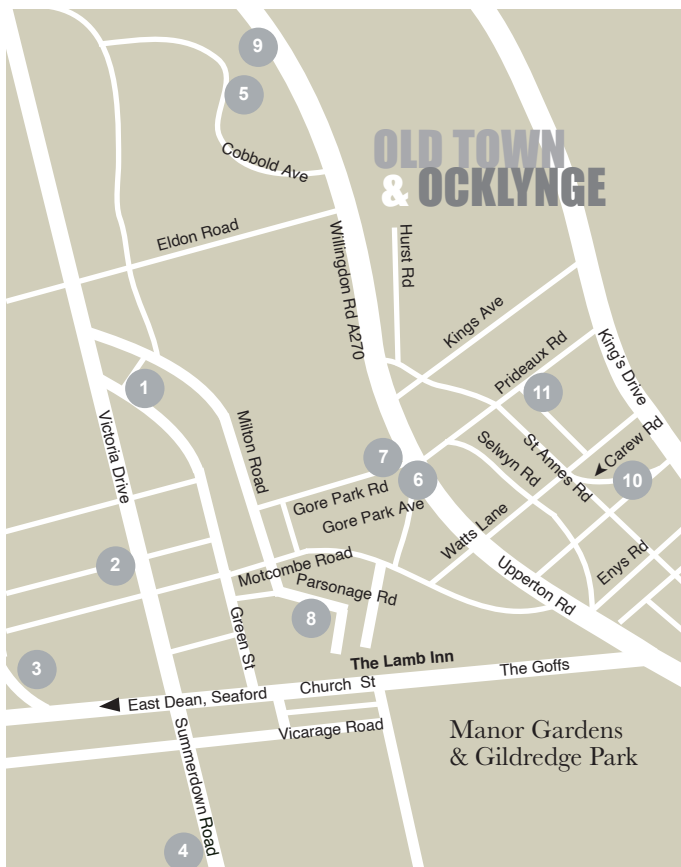 9
5
Cobbold Ave
OLD TOWN
& OCKLYNGE
Eldon Road
Willingdon Rd A270
Hurst Rd
Kings Ave
King's Drive
Prideaux Rd
1
11
Victoria Drive
Milton Road
Selwyn Rd
St Annes Rd
Carew Rd
7
6
10
Gore Park Rd
Gore Park Ave
Watts Lane
2
Motcombe Road
Upperton Rd
Enys Rd
Parsonage Rd
8
Green St
3
The Lamb Inn
The Goffs
East Dean, Seaford
Church St
Summerdown Road
Vicarage Road
Manor Gardens
& Gildredge Park
4